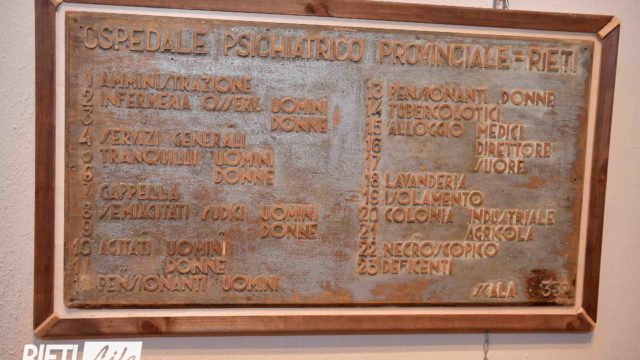 OSPEDALE PSICHIATRICO PROVINCIALE - RIETI
1 AMMINISTRAZIONE
2 INFERMERIA OSSERV. UOMINI
3 " " DONNE
4 SERVIZI GENERALI
5 TRANQUILLI UOMINI
6 " DONNE
7 CAPPELLA
8 SEMIAGITATI SUDICI UOMINI
9 " " DONNE
10 AGITATI UOMINI
11 " DONNE
12 PENSIONANTI UOMINI
13 PENSIONANTI DONNE
14 TUBERCOLOTICI
15 ALLOGGIO MEDICI
16 " DIRETTORE
17 " SUORE
18 LAVANDERIA
19 ISOLAMENTO
20 COLONIA INDUSTRIALE
21 " AGRICOLA
22 NECROSCOPICO
23 DEFICENTI
SCALA
RIETI Life